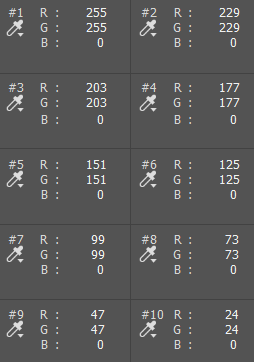 #1 R : 255
G : 255
B : 0
#2 R : 229
G : 229
B : 0
#3 R : 203
G : 203
B : 0
#4 R : 177
G : 177
B : 0
#5 R : 151
G : 151
B : 0
#6 R : 125
G : 125
B : 0
#7 R : 99
G : 99
B : 0
#8 R : 73
G : 73
B : 0
#9 R : 47
G : 47
B : 0
#10 R : 24
G : 24
B : 0